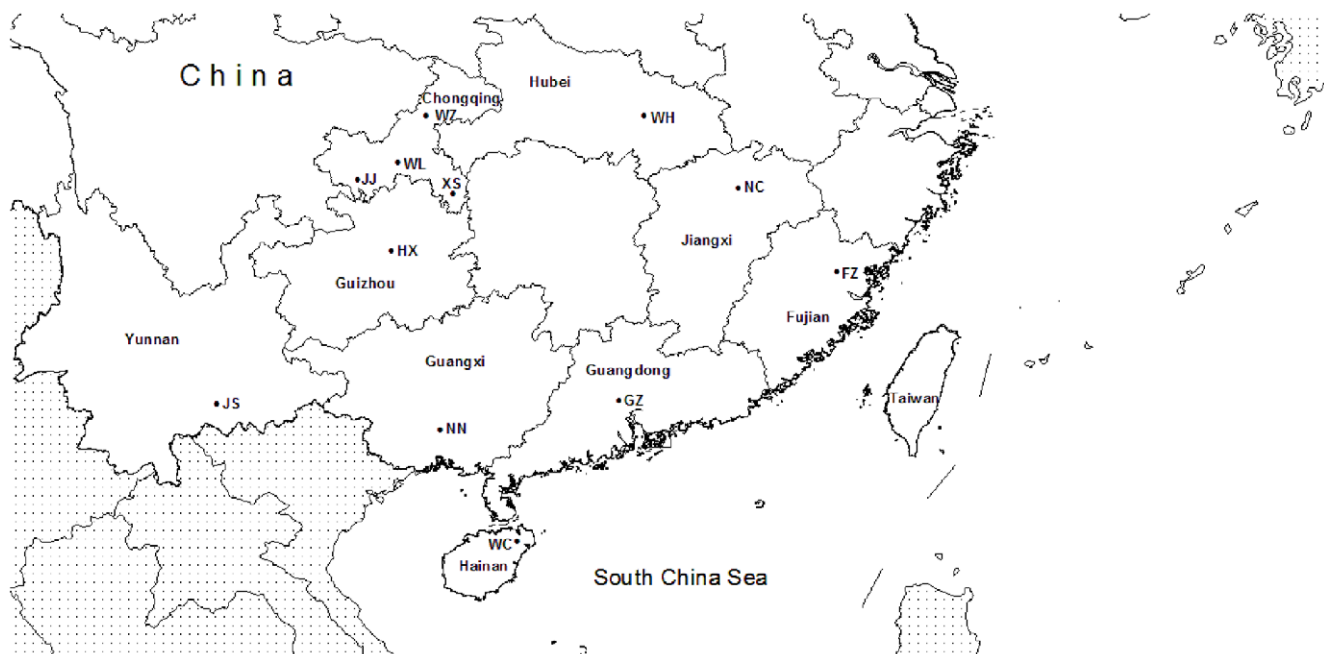 China
Hubei
Chongqing
WZ
WH
WL
JJ
XS
NC
Jiangxi
HX
Guizhou
FZ
Fujian
Yunnan
Guangxi
Guangdong
Taiwan
JS
GZ
NN
WC
Hainan
South China Sea